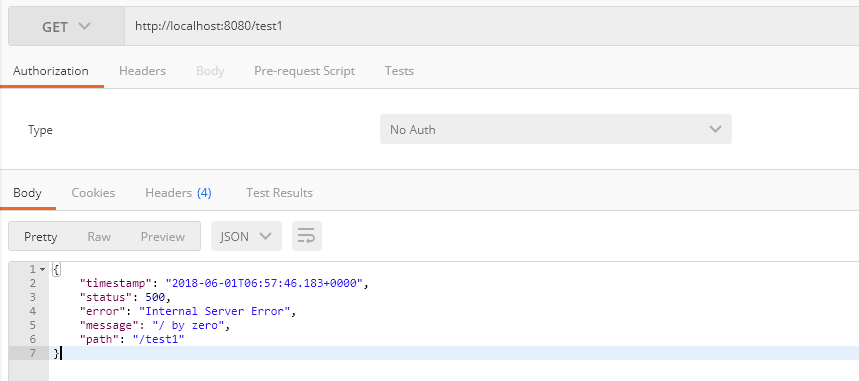 GET http://localhost:8080/test1
Authorization Headers Body Pre-request Script Tests
Type No Auth
Body Cookies Headers (4) Test Results
Pretty Raw Preview JSON
1 {
2 "timestamp": "2018-06-01T06:57:46.183+0000",
3 "status": 500,
4 "error": "Internal Server Error",
5 "message": "/ by zero",
6 "path": "/test1"
7 }